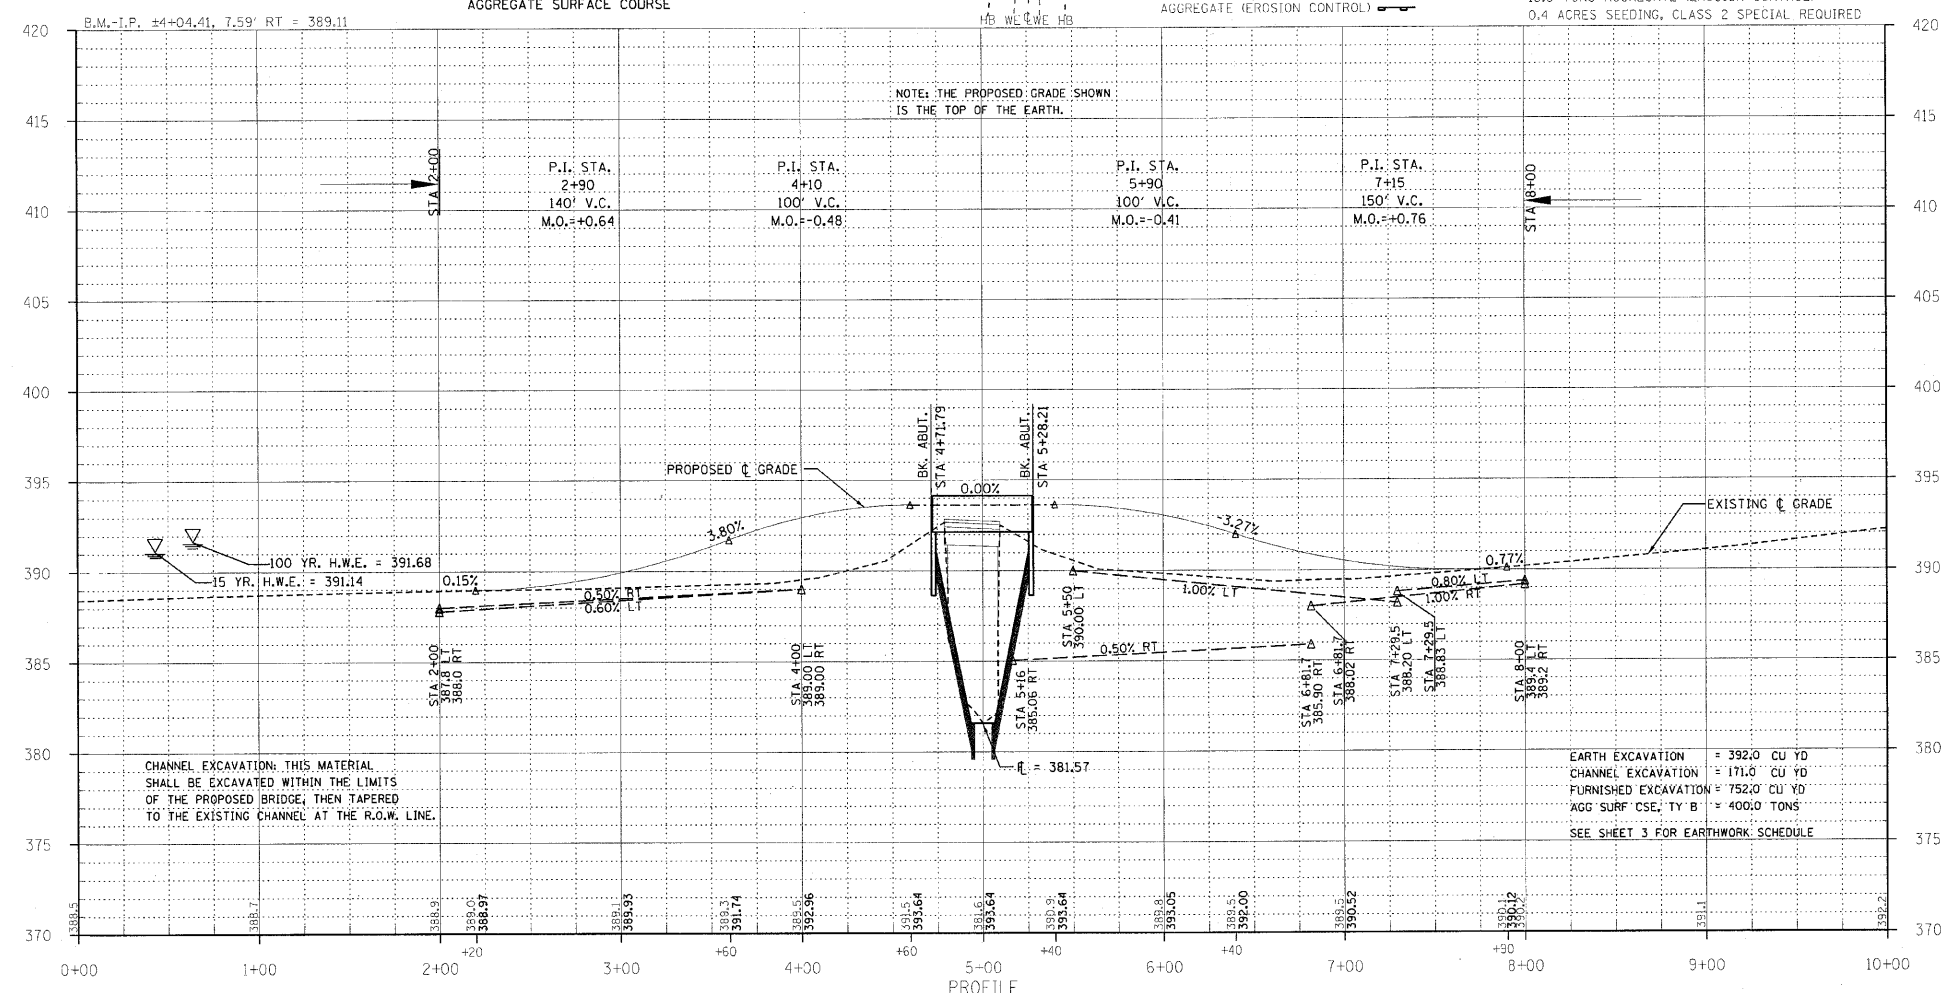 AGGREGATE SURFACE COURSE
HB WE ℄ WE HB
AGGREGATE (EROSION CONTROL)
B.M.-I.P. ±4+04.41, 7.59' RT = 389.11
0.4 ACRES SEEDING, CLASS 2 SPECIAL REQUIRED
420
420
NOTE: THE PROPOSED GRADE SHOWN
IS THE TOP OF THE EARTH.
415
415
STA 2+00
P.I. STA.
2+90
140' V.C.
M.O.=+0.64
P.I. STA.
4+10
100' V.C.
M.O.=-0.48
P.I. STA.
5+90
100' V.C.
M.O.=-0.41
P.I. STA.
7+15
150' V.C.
M.O.=+0.76
STA 8+00
410
410
405
405
400
400
BK. ABUT.
STA 4+71.79
BK. ABUT.
STA 5+28.21
PROPOSED ℄ GRADE
0.00%
395
395
EXISTING ℄ GRADE
3.80%
-3.27%
100 YR. H.W.E. = 391.68
15 YR. H.W.E. = 391.14
390
390
0.15%
0.77%
0.50% RT
0.60% LT
1.00% LT
0.80% LT
1.00% RT
STA 5+50
390.00 LT
0.50% RT
385
385
STA 2+00
387.8 LT
388.0 RT
STA 4+00
389.00 LT
389.00 RT
STA 5+16
385.06 RT
STA 6+81.7
385.90 RT
STA 6+81.7
388.02 RT
STA 7+29.5
388.20 LT
STA 7+29.5
388.83 LT
STA 8+00
389.4 LT
389.2 RT
380
380
CHANNEL EXCAVATION: THIS MATERIAL
SHALL BE EXCAVATED WITHIN THE LIMITS
OF THE PROPOSED BRIDGE, THEN TAPERED
TO THE EXISTING CHANNEL AT THE R.O.W. LINE.
FL = 381.57
EARTH EXCAVATION = 392.0 CU YD
CHANNEL EXCAVATION = 171.0 CU YD
FURNISHED EXCAVATION = 752.0 CU YD
AGG SURF CSE, TY B = 400.0 TONS
SEE SHEET 3 FOR EARTHWORK SCHEDULE
375
375
388.5
388.7
388.9
389.0
388.97
389.1
389.93
389.3
391.74
389.5
392.96
391.5
393.64
381.6
393.64
390.9
393.64
389.8
393.05
389.5
392.00
389.5
390.52
390.1
390.12
390.2
391.1
392.2
370
370
+20
+60
+60
+40
+40
+90
0+00
1+00
2+00
3+00
4+00
5+00
6+00
7+00
8+00
9+00
10+00
PROFILE